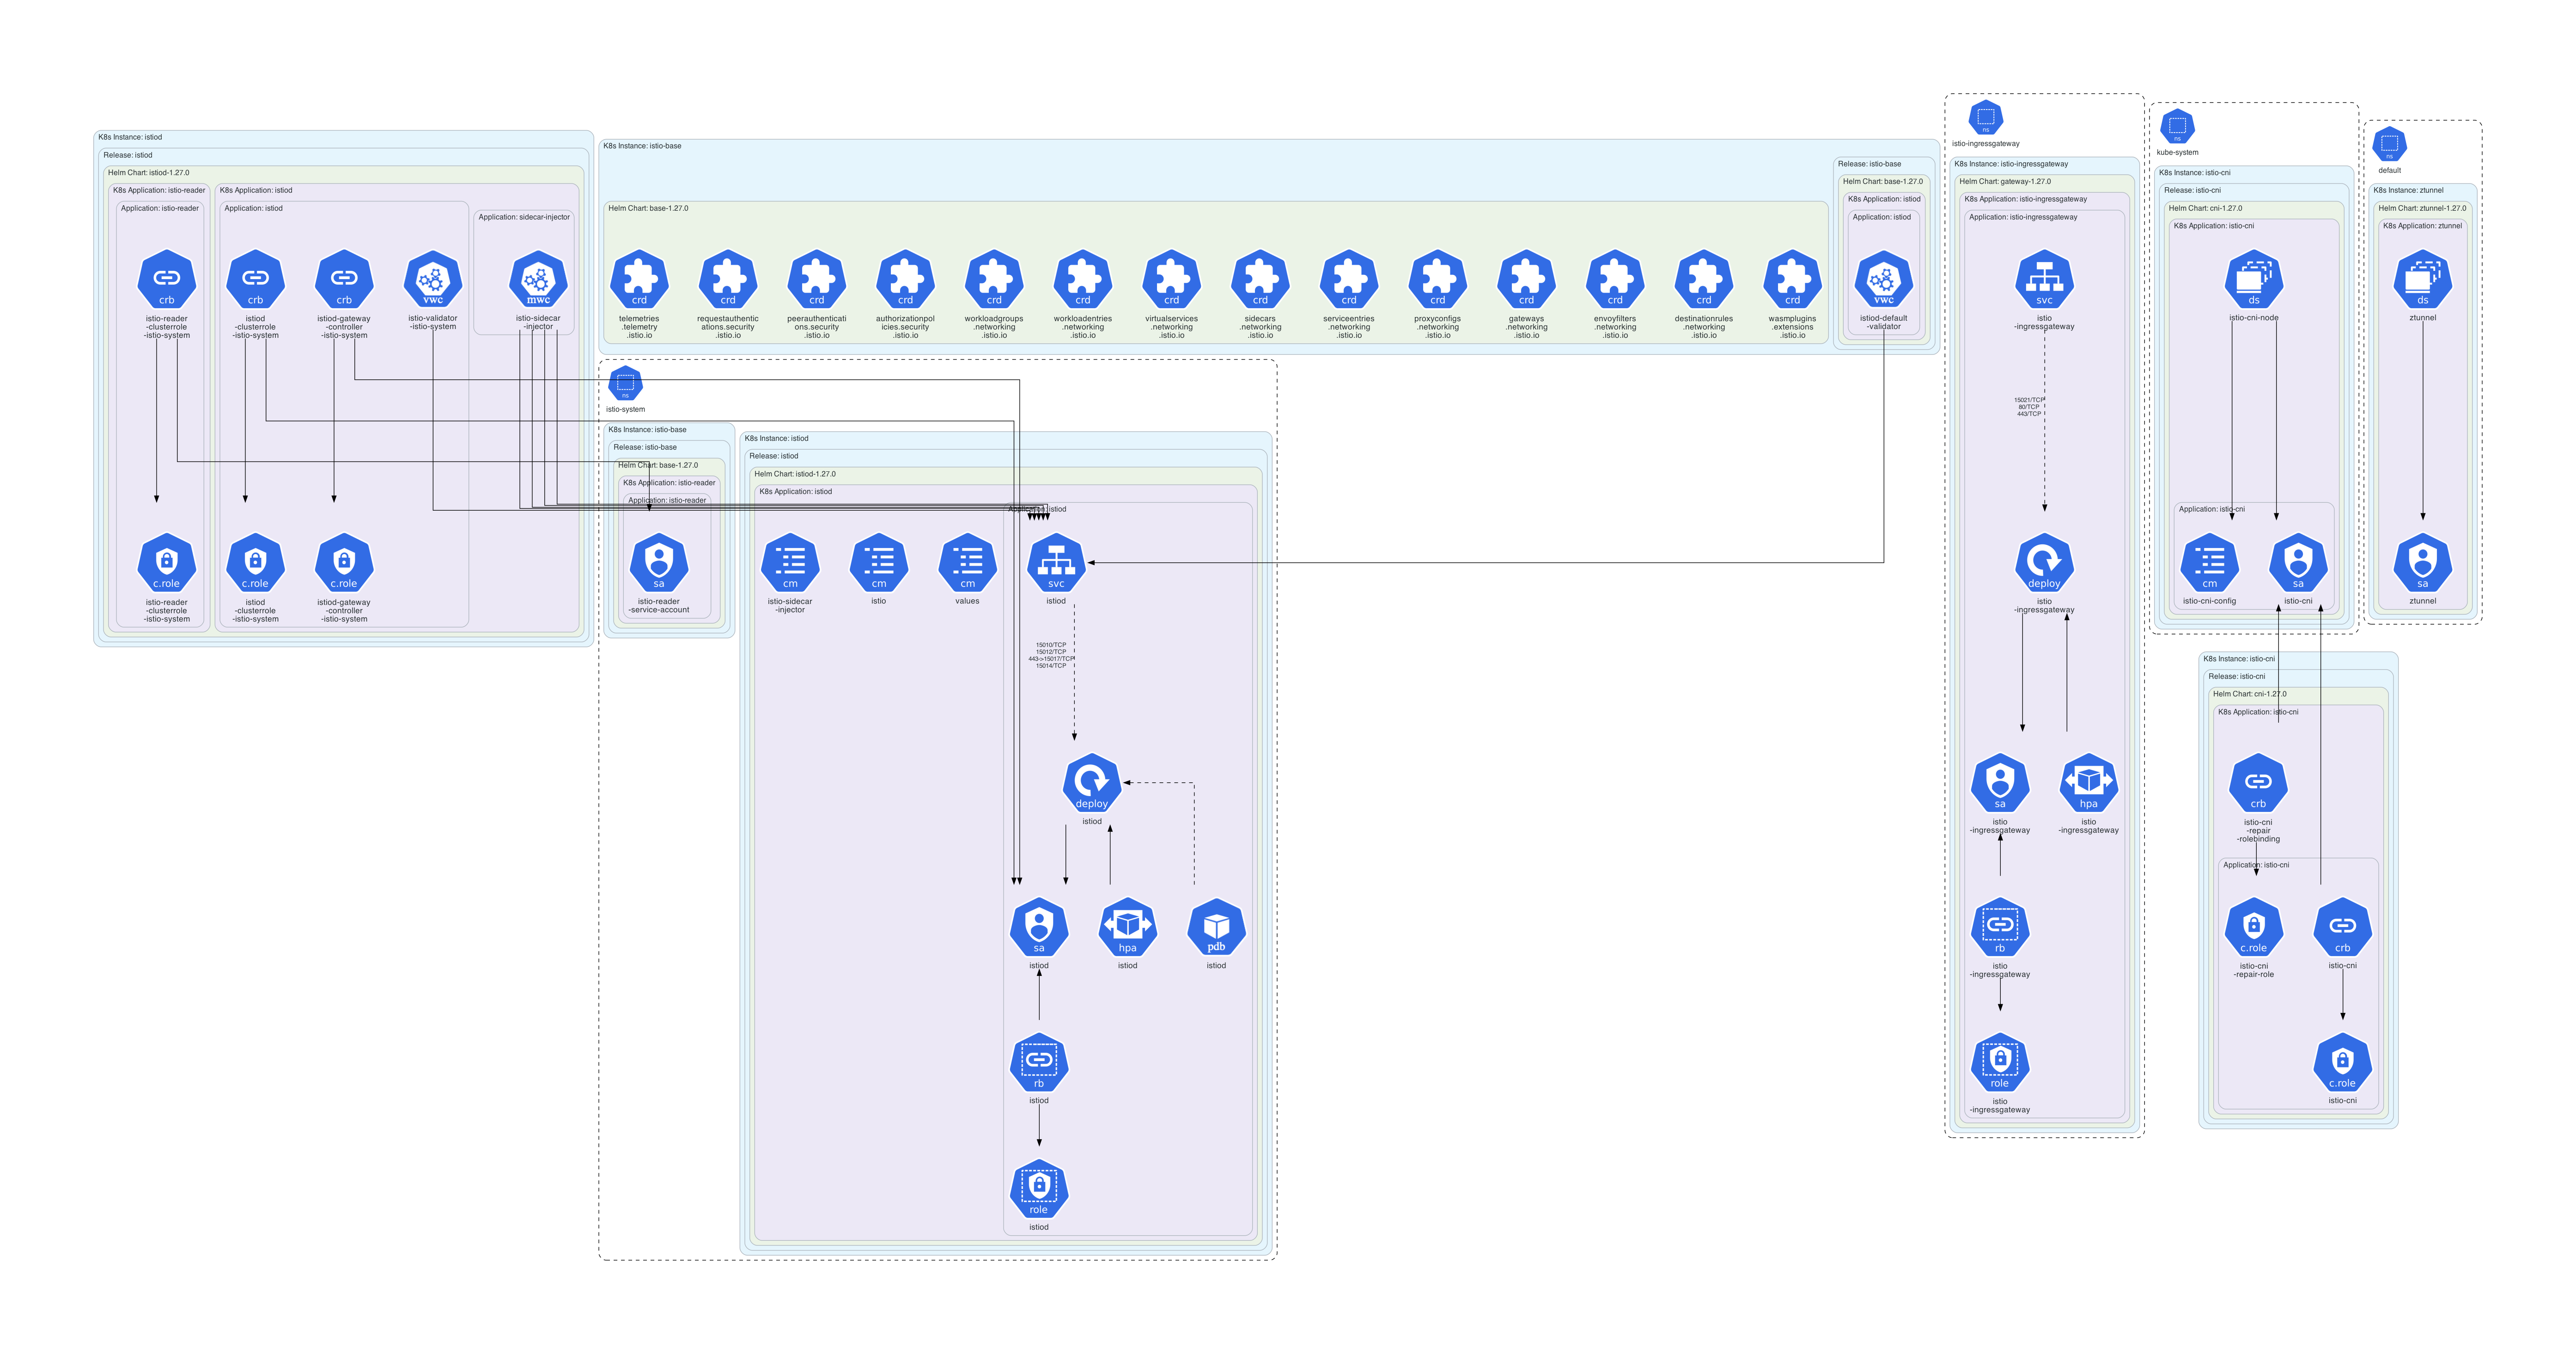 K8s Instance: istiod
Release: istiod
Helm Chart: istiod-1.27.0
K8s Application: istio-reader
Application: istio-reader
crb
istio-reader
-clusterrole
-istio-system
c.role
istio-reader
-clusterrole
-istio-system
K8s Application: istiod
Application: istiod
crb
istiod
-clusterrole
-istio-system
crb
istiod-gateway
-controller
-istio-system
vwc
istio-validator
-istio-system
c.role
istiod
-clusterrole
-istio-system
c.role
istiod-gateway
-controller
-istio-system
Application: sidecar-injector
mwc
istio-sidecar
-injector
K8s Instance: istio-base
Helm Chart: base-1.27.0
crd
telemetries
.telemetry
.istio.io
crd
requestauthentic
ations.security
.istio.io
crd
peerauthenticati
ons.security
.istio.io
crd
authorizationpol
icies.security
.istio.io
crd
workloadgroups
.networking
.istio.io
crd
workloadentries
.networking
.istio.io
crd
virtualservices
.networking
.istio.io
crd
sidecars
.networking
.istio.io
crd
serviceentries
.networking
.istio.io
crd
proxyconfigs
.networking
.istio.io
crd
gateways
.networking
.istio.io
crd
envoyfilters
.networking
.istio.io
crd
destinationrules
.networking
.istio.io
crd
wasmplugins
.extensions
.istio.io
Release: istio-base
Helm Chart: base-1.27.0
K8s Application: istiod
Application: istiod
vwc
istiod-default
-validator
ns
istio-system
K8s Instance: istio-base
Release: istio-base
Helm Chart: base-1.27.0
K8s Application: istio-reader
Application: istio-reader
sa
istio-reader
-service-account
K8s Instance: istiod
Release: istiod
Helm Chart: istiod-1.27.0
K8s Application: istiod
cm
istio-sidecar
-injector
cm
istio
cm
values
Application: istiod
svc
istiod
15010/TCP
15012/TCP
443->15017/TCP
15014/TCP
deploy
istiod
sa
istiod
hpa
istiod
pdb
istiod
rb
istiod
role
istiod
ns
istio-ingressgateway
K8s Instance: istio-ingressgateway
Helm Chart: gateway-1.27.0
K8s Application: istio-ingressgateway
Application: istio-ingressgateway
svc
istio
-ingressgateway
15021/TCP
80/TCP
443/TCP
deploy
istio
-ingressgateway
sa
istio
-ingressgateway
hpa
istio
-ingressgateway
rb
istio
-ingressgateway
role
istio
-ingressgateway
ns
kube-system
K8s Instance: istio-cni
Release: istio-cni
Helm Chart: cni-1.27.0
K8s Application: istio-cni
ds
istio-cni-node
Application: istio-cni
cm
istio-cni-config
sa
istio-cni
ns
default
K8s Instance: ztunnel
Helm Chart: ztunnel-1.27.0
K8s Application: ztunnel
ds
ztunnel
sa
ztunnel
K8s Instance: istio-cni
Release: istio-cni
Helm Chart: cni-1.27.0
K8s Application: istio-cni
crb
istio-cni
-repair
-rolebinding
Application: istio-cni
c.role
istio-cni
-repair-role
crb
istio-cni
c.role
istio-cni